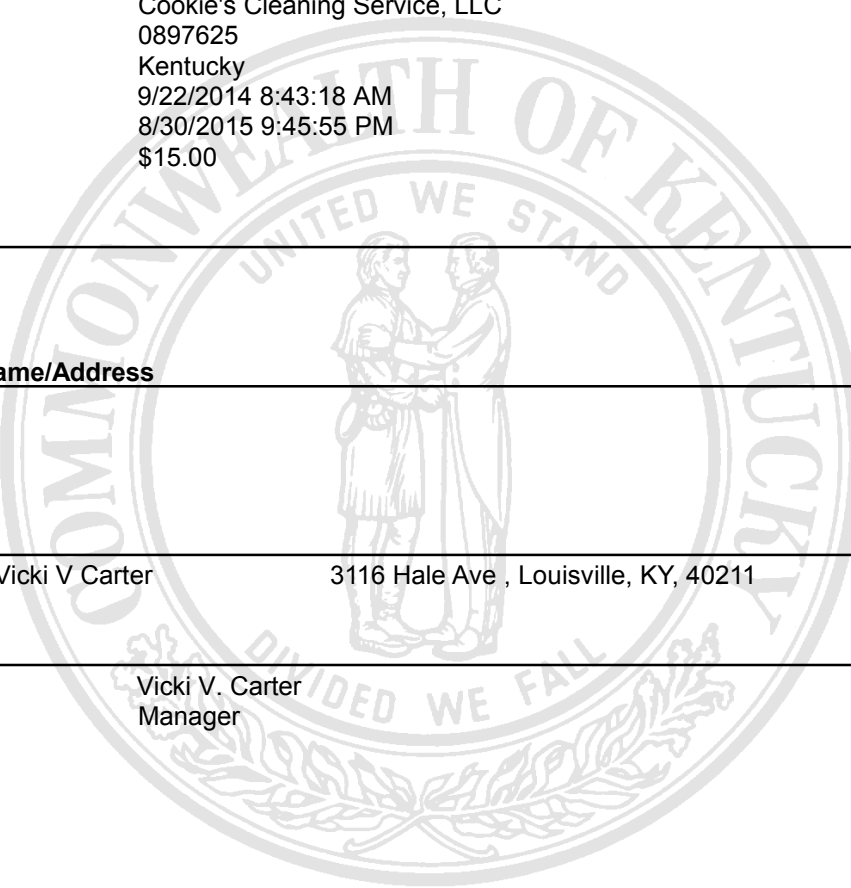 Cookie's Cleaning Service, LLC
0897625
Kentucky
9/22/2014 8:43:18 AM
8/30/2015 9:45:55 PM
$15.00
COMMONWEALTH OF KENTUCKY
UNITED WE STAND
ame/Address
Vicki V Carter 3116 Hale Ave , Louisville, KY, 40211
DIVIDED WE FALL
Vicki V. Carter
Manager